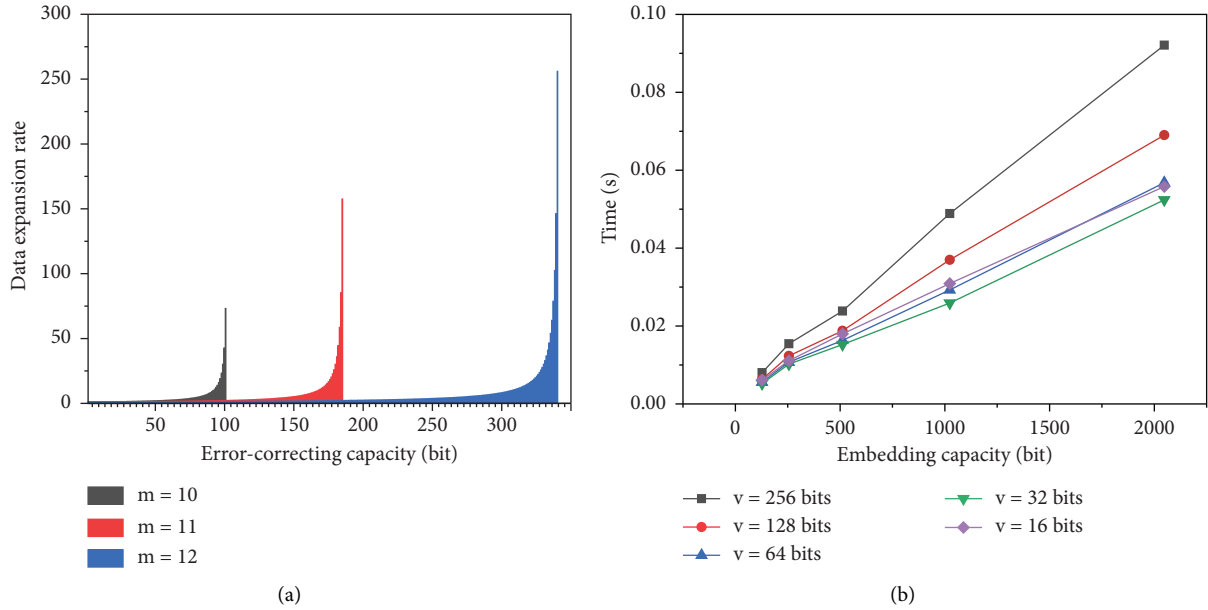 300
250
200
150
100
50
0
Data expansion rate
50
100
150
200
250
300
Error-correcting capacity (bit)
m = 10
m = 11
m = 12
(a)
0.10
0.08
0.06
0.04
0.02
0.00
Time (s)
0
500
1000
1500
2000
Embedding capacity (bit)
v = 256 bits
v = 128 bits
v = 64 bits
v = 32 bits
v = 16 bits
(b)